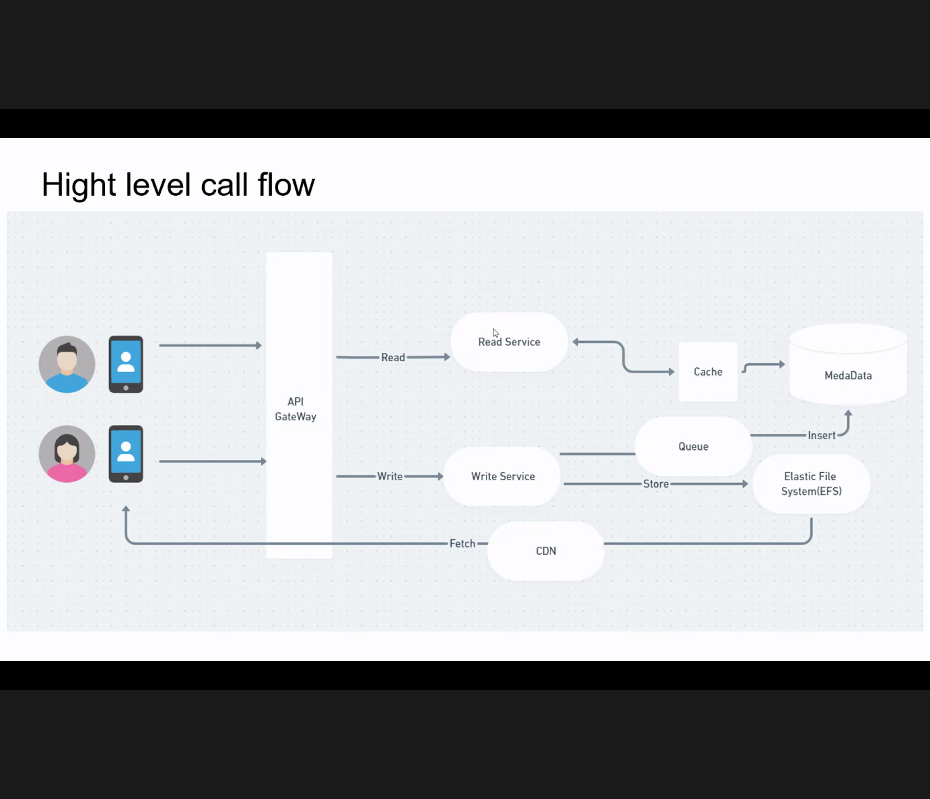 Hight level call flow
API
GateWay
Read
Read Service
Cache
MedaData
Write
Write Service
Queue
Insert
Store
Elastic File
System(EFS)
Fetch
CDN